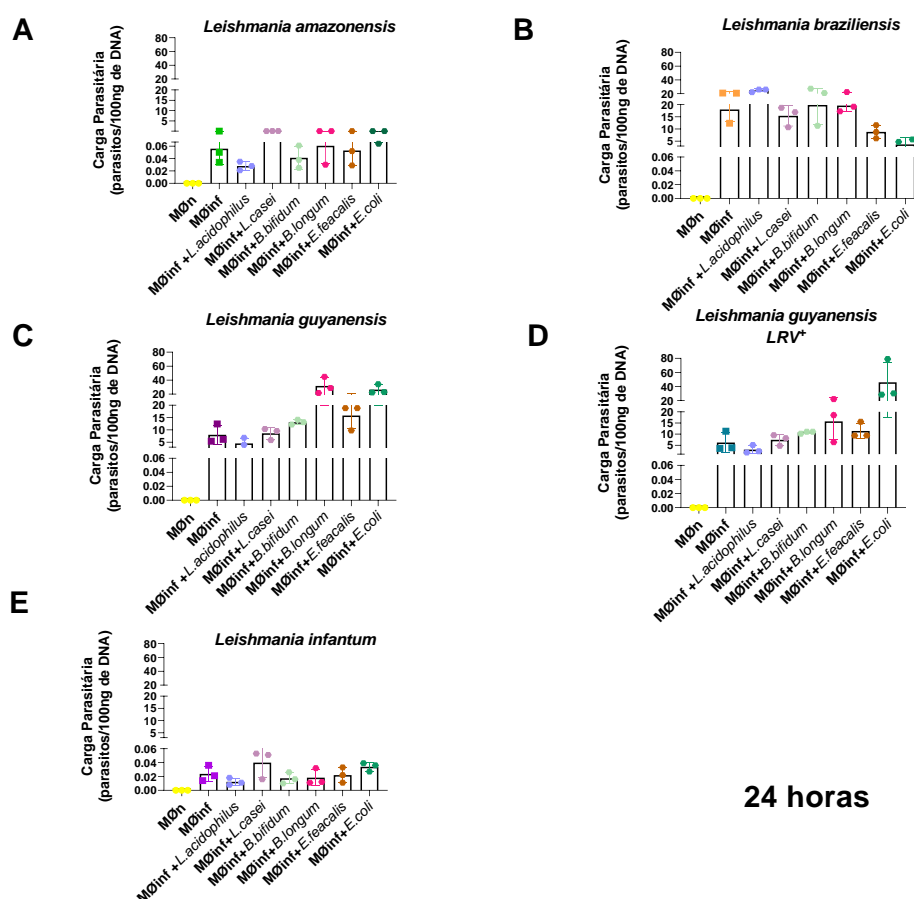 A
Leishmania amazonensis
Carga Parasitária
(parasitos/100ng de DNA)
80
60
40
20
20
15
10
5
0.06
0.04
0.02
0.00
MØn
MØinf
MØinf +L.acidophilus
MØinf+L.casei
MØinf+B.bifidum
MØinf+B.longum
MØinf+E.feacalis
MØinf+E.coli
B
Leishmania braziliensis
Carga Parasitária
(parasitos/100ng de DNA)
80
60
40
20
20
15
10
5
0.06
0.04
0.02
0.00
MØn
MØinf
MØinf +L.acidophilus
MØinf+L.casei
MØinf+B.bifidum
MØinf+B.longum
MØinf+E.feacalis
MØinf+E.coli
C
Leishmania guyanensis
Carga Parasitária
(parasitos/100ng de DNA)
80
60
40
20
20
15
10
5
0.06
0.04
0.02
0.00
MØn
MØinf
MØinf +L.acidophilus
MØinf+L.casei
MØinf+B.bifidum
MØinf+B.longum
MØinf+E.feacalis
MØinf+E.coli
D
Leishmania guyanensis
LRV+
Carga Parasitária
(parasitos/100ng de DNA)
80
60
40
20
20
15
10
5
0.06
0.04
0.02
0.00
MØn
MØinf
MØinf +L.acidophilus
MØinf+L.casei
MØinf+B.bifidum
MØinf+B.longum
MØinf+E.feacalis
MØinf+E.coli
E
Leishmania infantum
Carga Parasitária
(parasitos/100ng de DNA)
80
60
40
20
20
15
10
5
0.06
0.04
0.02
0.00
MØn
MØinf
MØinf +L.acidophilus
MØinf+L.casei
MØinf+B.bifidum
MØinf+B.longum
MØinf+E.feacalis
MØinf+E.coli
24 horas